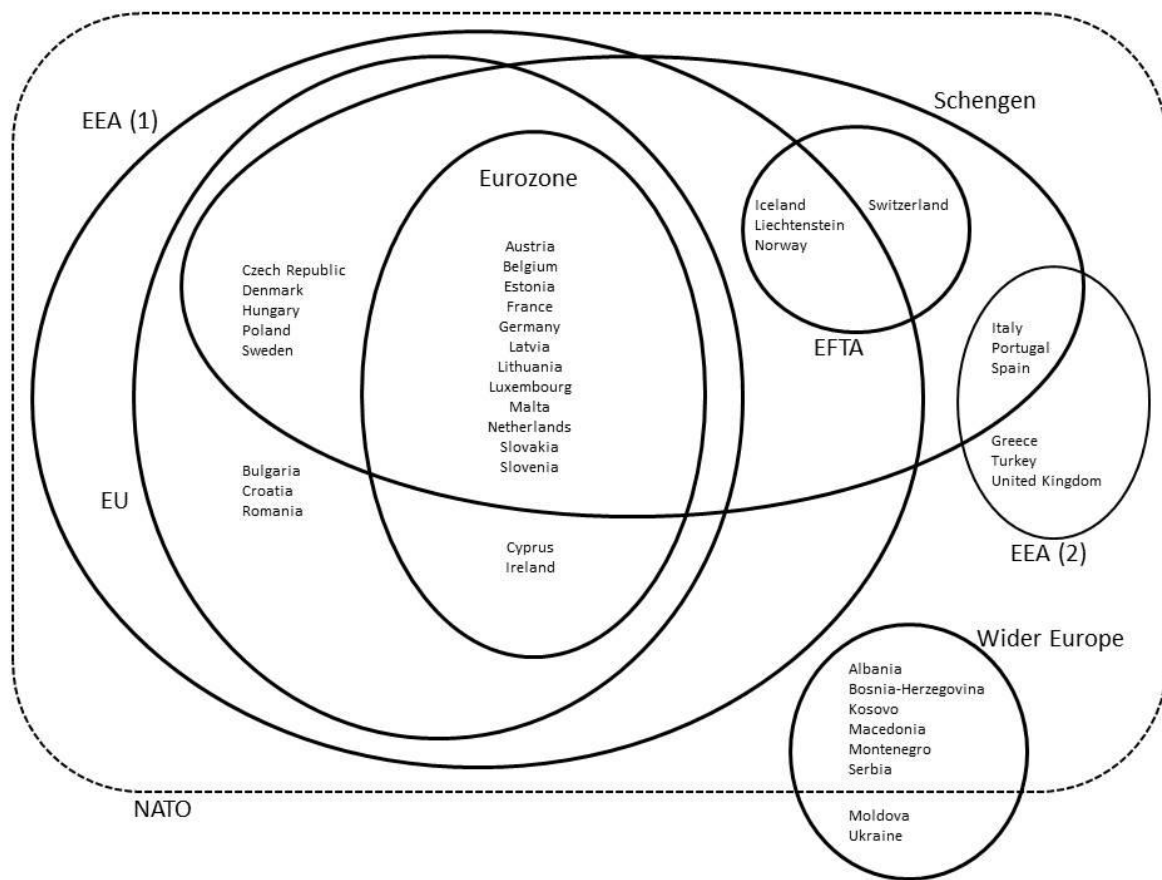 EEA (1)
Schengen
Eurozone
Iceland
Liechtenstein
Norway
Switzerland
Austria
Belgium
Estonia
France
Germany
Latvia
Lithuania
Luxembourg
Malta
Netherlands
Slovakia
Slovenia
Czech Republic
Denmark
Hungary
Poland
Sweden
EFTA
Italy
Portugal
Spain
Greece
Turkey
United Kingdom
EEA (2)
EU
Bulgaria
Croatia
Romania
Cyprus
Ireland
Wider Europe
Albania
Bosnia-Herzegovina
Kosovo
Macedonia
Montenegro
Serbia
NATO
Moldova
Ukraine